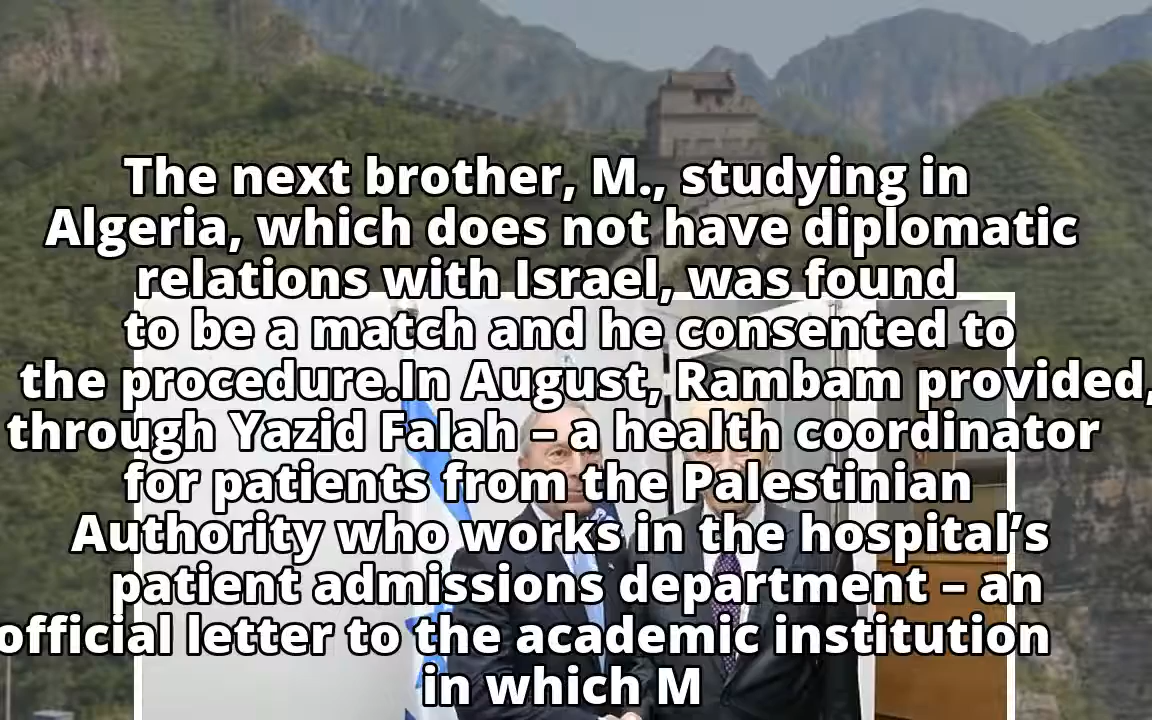 The next brother, M., studying in
Algeria, which does not have diplomatic
relations with Israel, was found
to be a match and he consented to
the procedure.In August, Rambam provided,
through Yazid Falah – a health coordinator
for patients from the Palestinian
Authority who works in the hospital’s
patient admissions department – an
official letter to the academic institution
in which M